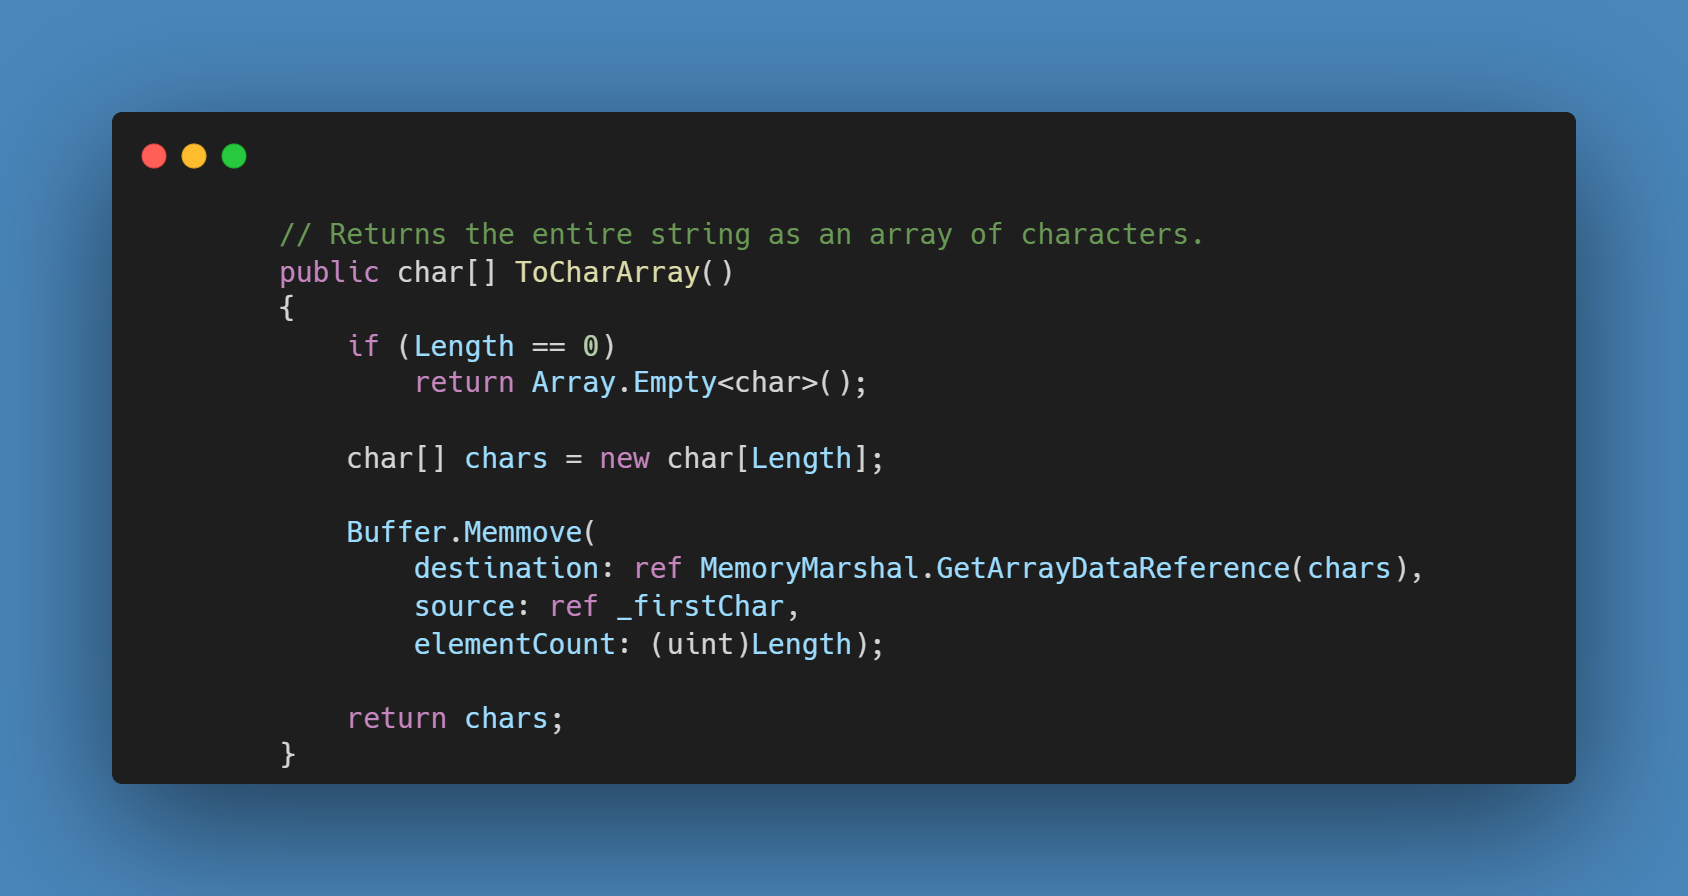 // Returns the entire string as an array of characters.
public char[] ToCharArray()
{
    if (Length == 0)
        return Array.Empty<char>();

    char[] chars = new char[Length];

    Buffer.Memmove(
        destination: ref MemoryMarshal.GetArrayDataReference(chars),
        source: ref _firstChar,
        elementCount: (uint)Length);

    return chars;
}